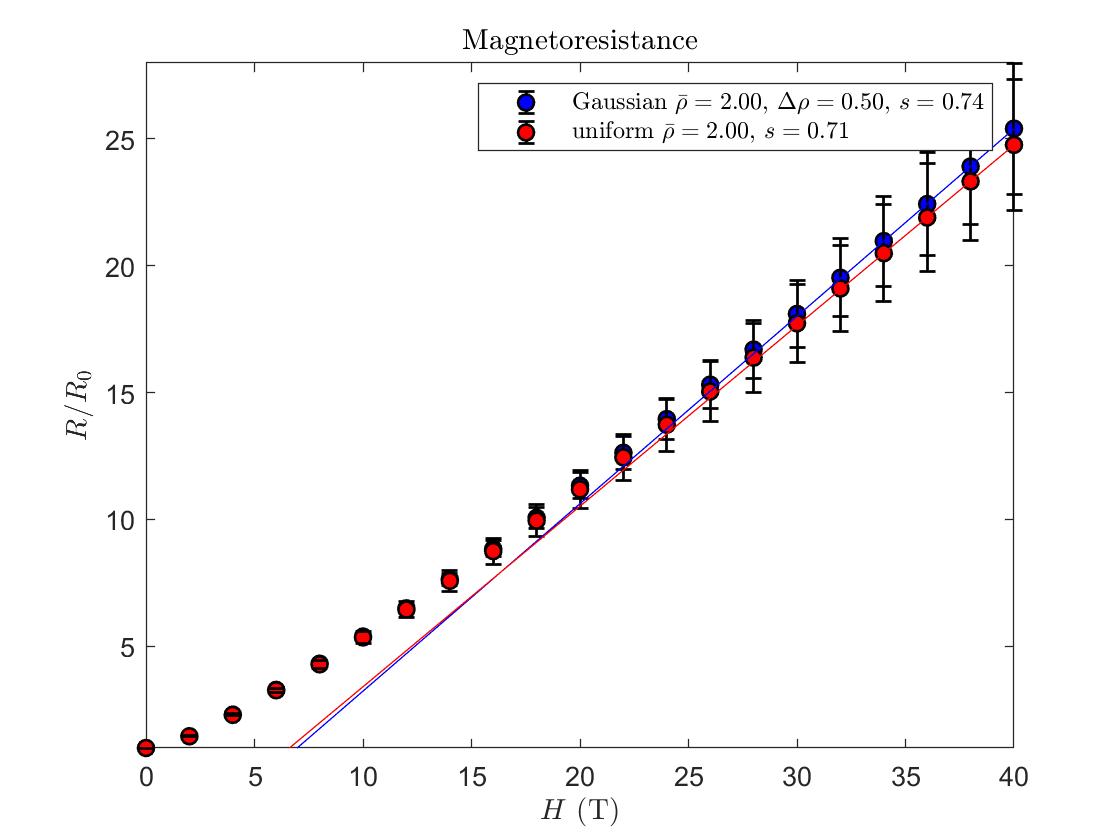 Magnetoresistance
Gaussian ρ̄ = 2.00, Δρ = 0.50, s = 0.74
uniform ρ̄ = 2.00, s = 0.71
25
20
15
10
5
R/R₀
0 5 10 15 20 25 30 35 40
H (T)